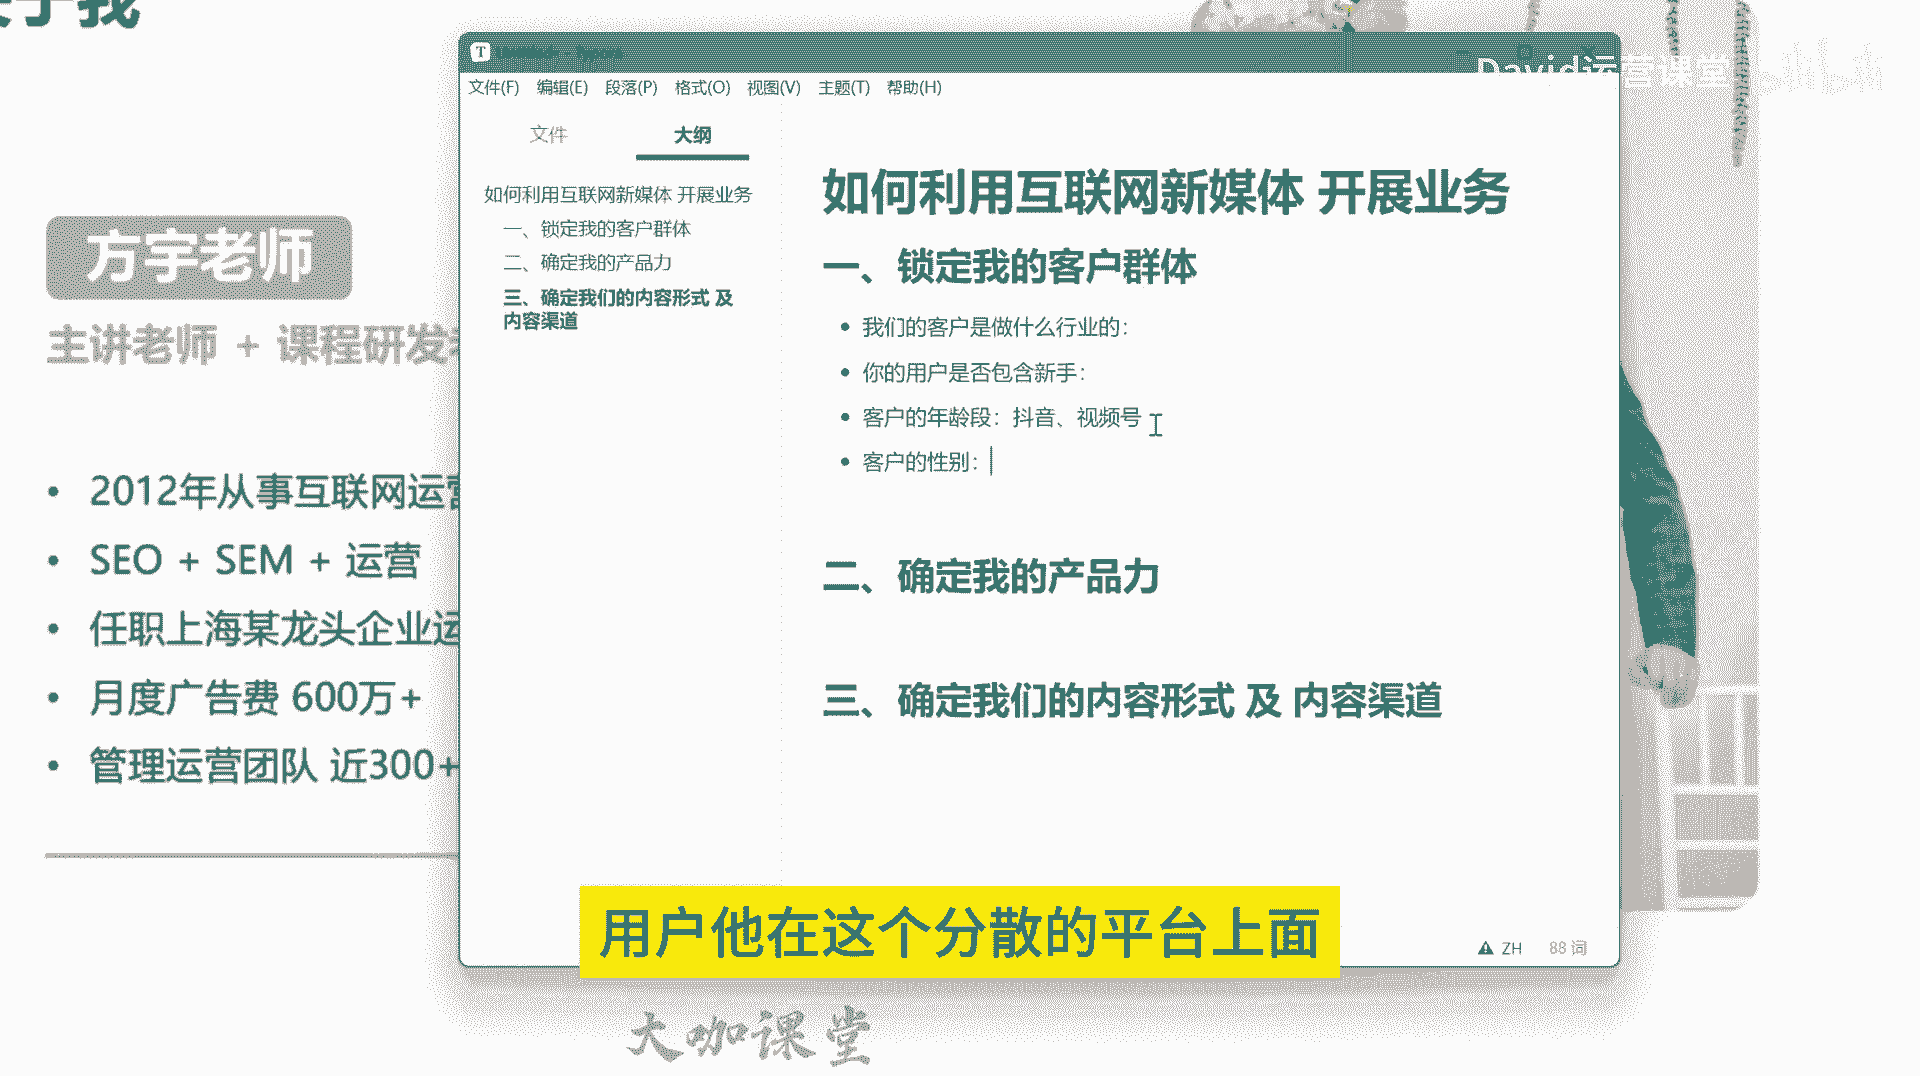 方宇老师
主讲老师 + 课程研发
2012年从事互联网运营
SEO + SEM + 运营
任职上海某龙头企业运
月度广告费 600万+
管理运营团队 近300+
T
David运营课堂
文件(F) 编辑(E) 段落(P) 格式(O) 视图(V) 主题(T) 帮助(H)
文件 大纲
如何利用互联网新媒体 开展业务
一、锁定我的客户群体
二、确定我的产品力
三、确定我们的内容形式 及
内容渠道
如何利用互联网新媒体 开展业务
一、锁定我的客户群体
我们的客户是做什么行业的：
你的用户是否包含新手：
客户的年龄段：抖音、视频号
客户的性别：
二、确定我的产品力
三、确定我们的内容形式 及 内容渠道
ZH 88 词
用户他在这个分散的平台上面
大咖课堂